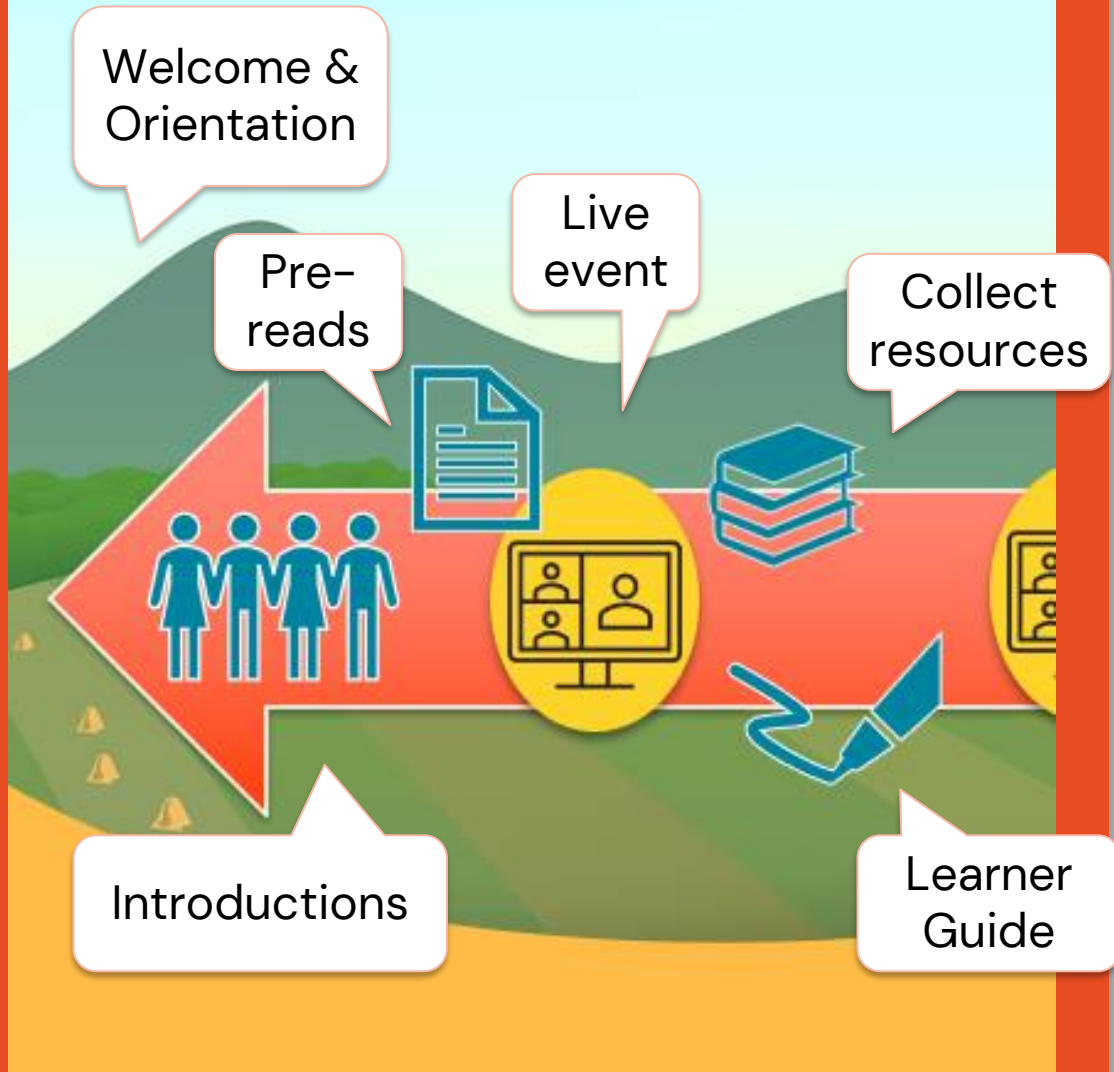 Welcome &
Orientation
Pre-
reads
Live
event
Collect
resources
Introductions
Learner
Guide